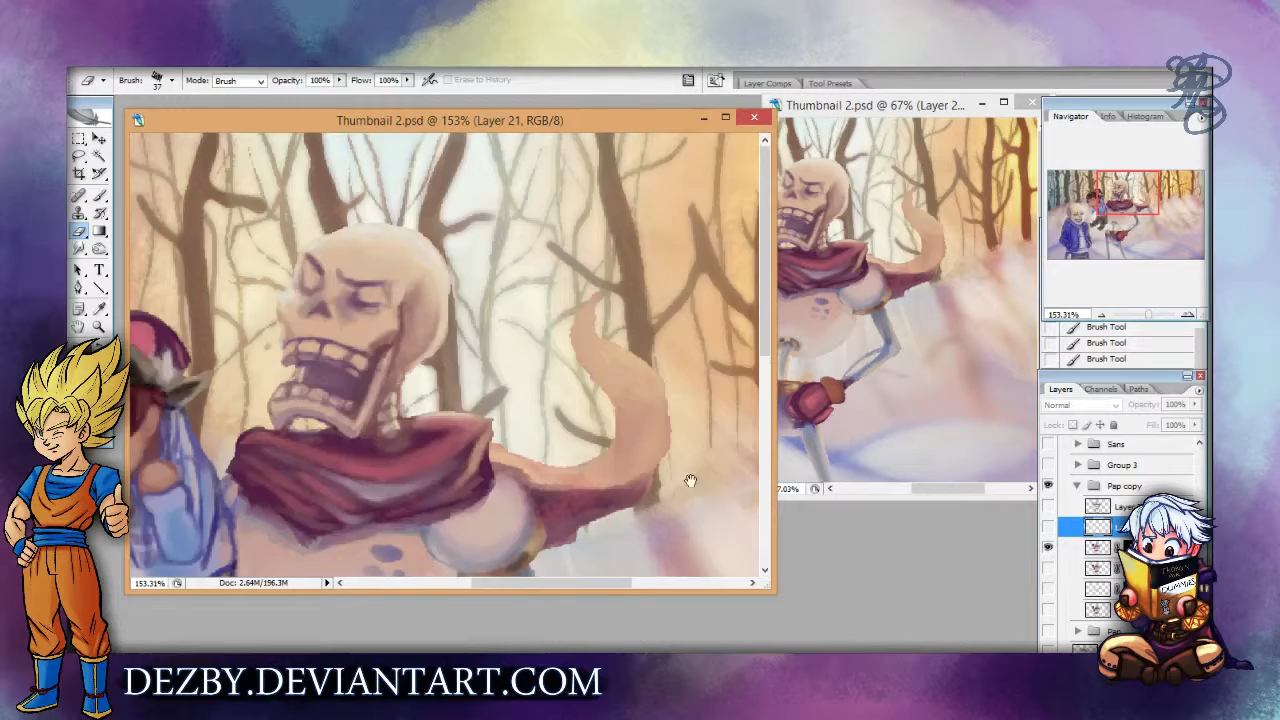 Brush: 37 Mode: Brush Opacity: 100% Flow: 100% Erase to History
Layer Comps Tool Presets
Thumbnail 2.psd @ 153% (Layer 21, RGB/8)
Thumbnail 2.psd @ 67% (Layer 2...
Navigator Info Histogram
153.31%
Brush Tool
Brush Tool
Brush Tool
Layers Channels Paths
Normal Opacity: 100%
Lock: Fill: 100%
Sans
Group 3
Pap copy
153.31% Doc: 2.64M/196.3M
DUMMIES
DEZBY.DEVIANTART.COM